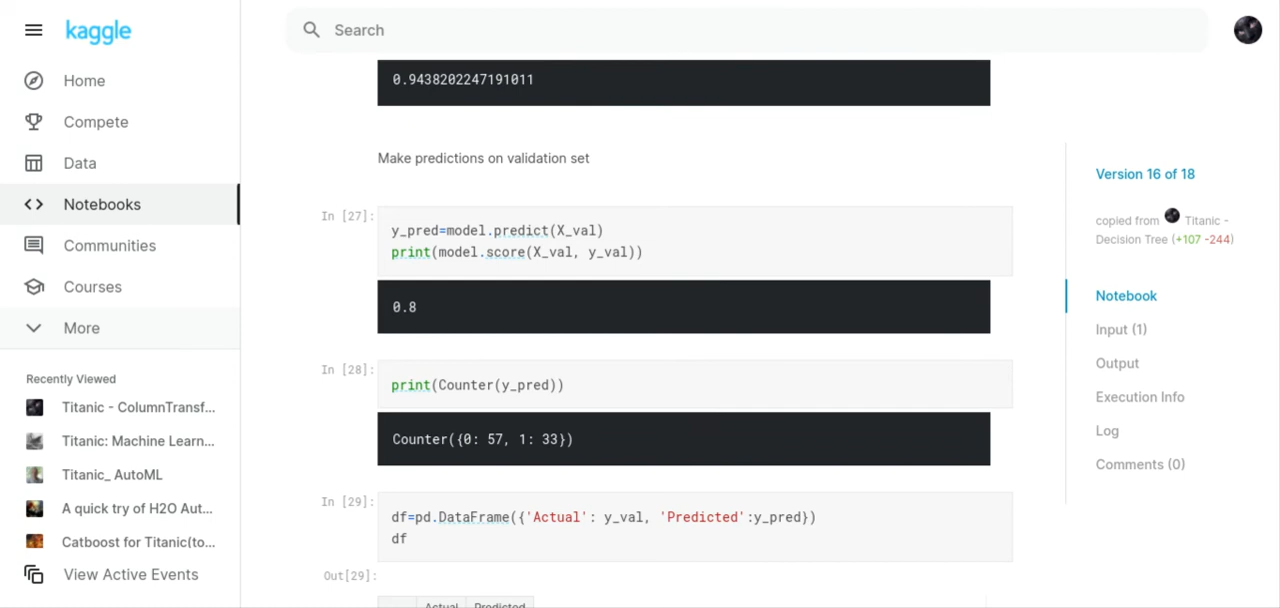 kaggle
Search
Home
Compete
Data
Notebooks
Communities
Courses
More
Recently Viewed
Titanic - ColumnTransf...
Titanic: Machine Learn...
Titanic_ AutoML
A quick try of H2O Aut...
Catboost for Titanic(to...
View Active Events
0.9438202247191011
Make predictions on validation set
In [27]:
y_pred=model.predict(X_val)
print(model.score(X_val, y_val))
0.8
In [28]:
print(Counter(y_pred))
Counter({0: 57, 1: 33})
In [29]:
df=pd.DataFrame({'Actual': y_val, 'Predicted':y_pred})
df
Out[29]:
Actual Predicted
Version 16 of 18
copied from Titanic -
Decision Tree (+107 -244)
Notebook
Input (1)
Output
Execution Info
Log
Comments (0)